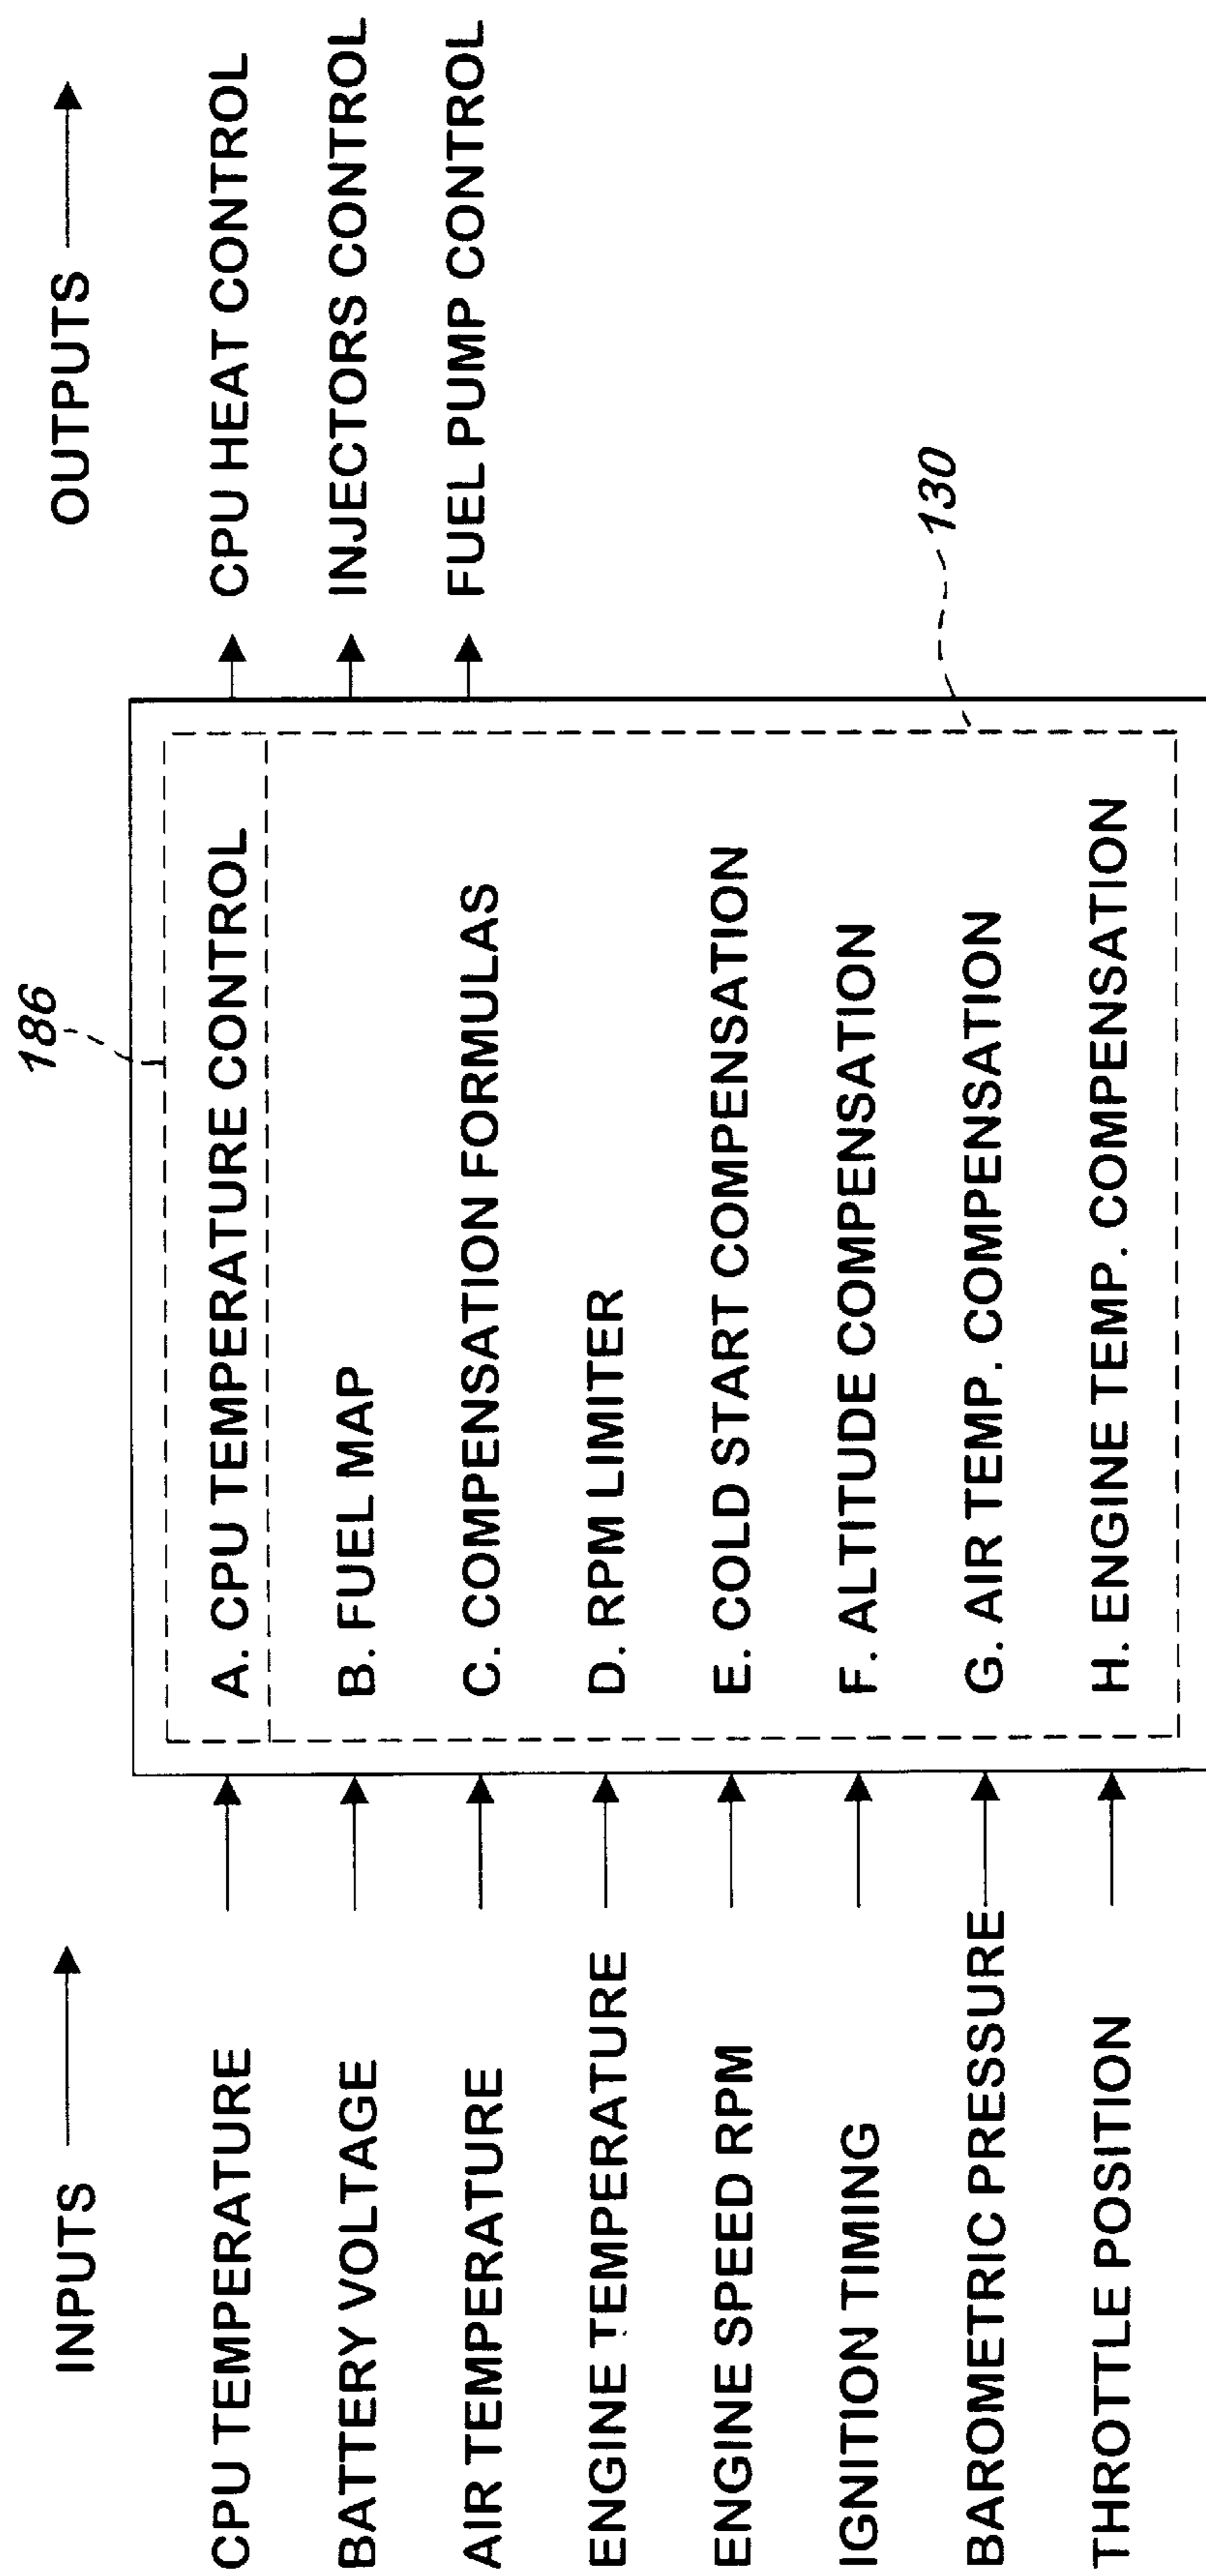 INPUTS
CPU TEMPERATURE
BATTERY VOLTAGE
AIR TEMPERATURE
ENGINE TEMPERATURE
ENGINE SPEED RPM
IGNITION TIMING
BAROMETRIC PRESSURE
THROTTLE POSITION
186
A. CPU TEMPERATURE CONTROL
B. FUEL MAP
C. COMPENSATION FORMULAS
D. RPM LIMITER
E. COLD START COMPENSATION
F. ALTITUDE COMPENSATION
G. AIR TEMP. COMPENSATION
H. ENGINE TEMP. COMPENSATION
130
OUTPUTS
CPU HEAT CONTROL
INJECTORS CONTROL
FUEL PUMP CONTROL